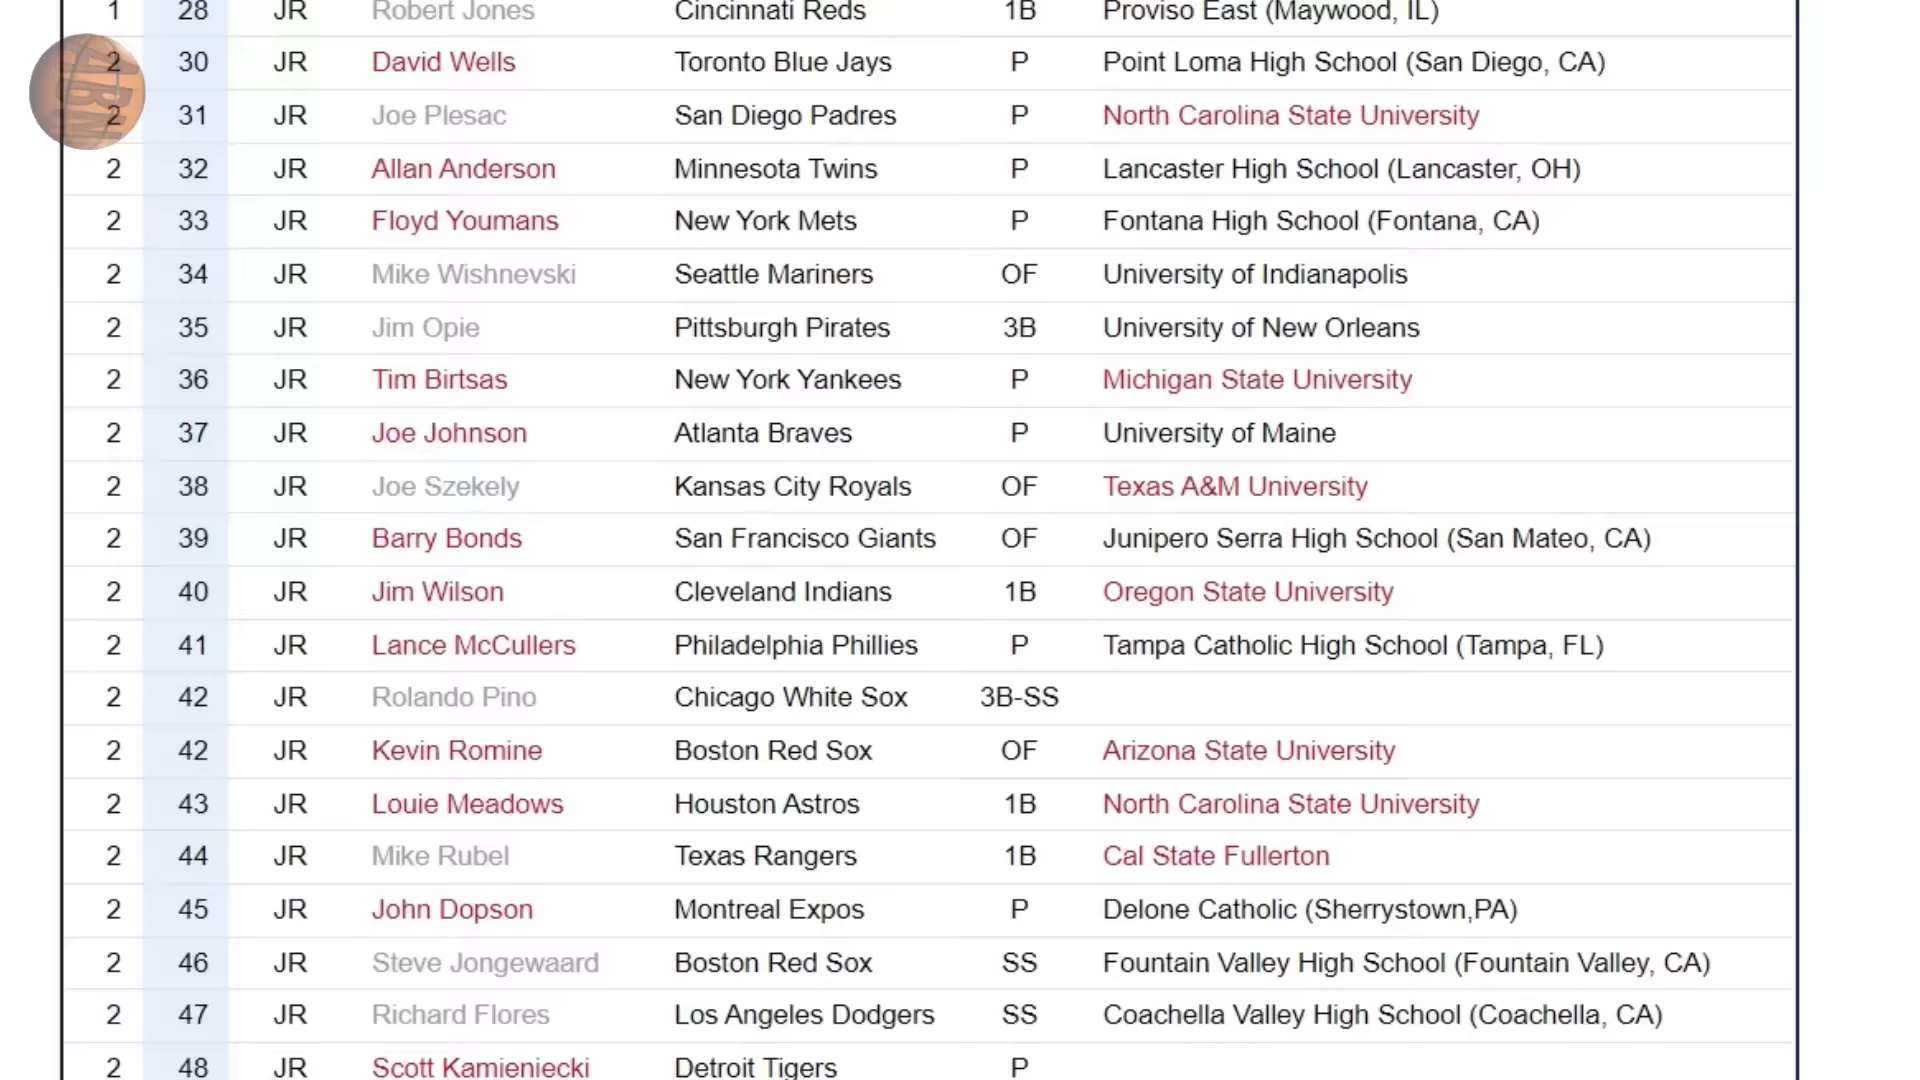 1 28 JR Robert Jones Cincinnati Reds 1B Proviso East (Maywood, IL)
2 30 JR David Wells Toronto Blue Jays P Point Loma High School (San Diego, CA)
2 31 JR Joe Plesac San Diego Padres P North Carolina State University
2 32 JR Allan Anderson Minnesota Twins P Lancaster High School (Lancaster, OH)
2 33 JR Floyd Youmans New York Mets P Fontana High School (Fontana, CA)
2 34 JR Mike Wishnevski Seattle Mariners OF University of Indianapolis
2 35 JR Jim Opie Pittsburgh Pirates 3B University of New Orleans
2 36 JR Tim Birtsas New York Yankees P Michigan State University
2 37 JR Joe Johnson Atlanta Braves P University of Maine
2 38 JR Joe Szekely Kansas City Royals OF Texas A&M University
2 39 JR Barry Bonds San Francisco Giants OF Junipero Serra High School (San Mateo, CA)
2 40 JR Jim Wilson Cleveland Indians 1B Oregon State University
2 41 JR Lance McCullers Philadelphia Phillies P Tampa Catholic High School (Tampa, FL)
2 42 JR Rolando Pino Chicago White Sox 3B-SS
2 42 JR Kevin Romine Boston Red Sox OF Arizona State University
2 43 JR Louie Meadows Houston Astros 1B North Carolina State University
2 44 JR Mike Rubel Texas Rangers 1B Cal State Fullerton
2 45 JR John Dopson Montreal Expos P Delone Catholic (Sherrystown,PA)
2 46 JR Steve Jongewaard Boston Red Sox SS Fountain Valley High School (Fountain Valley, CA)
2 47 JR Richard Flores Los Angeles Dodgers SS Coachella Valley High School (Coachella, CA)
2 48 JR Scott Kamieniecki Detroit Tigers P